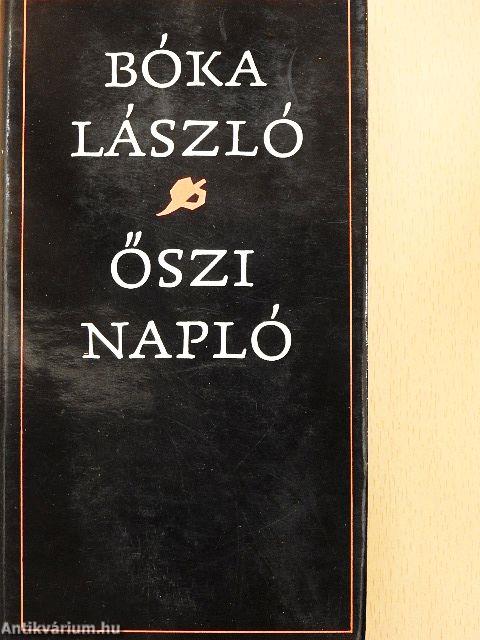 BÓKA
LÁSZLÓ
ŐSZI
NAPLÓ
Antikvárium.hu